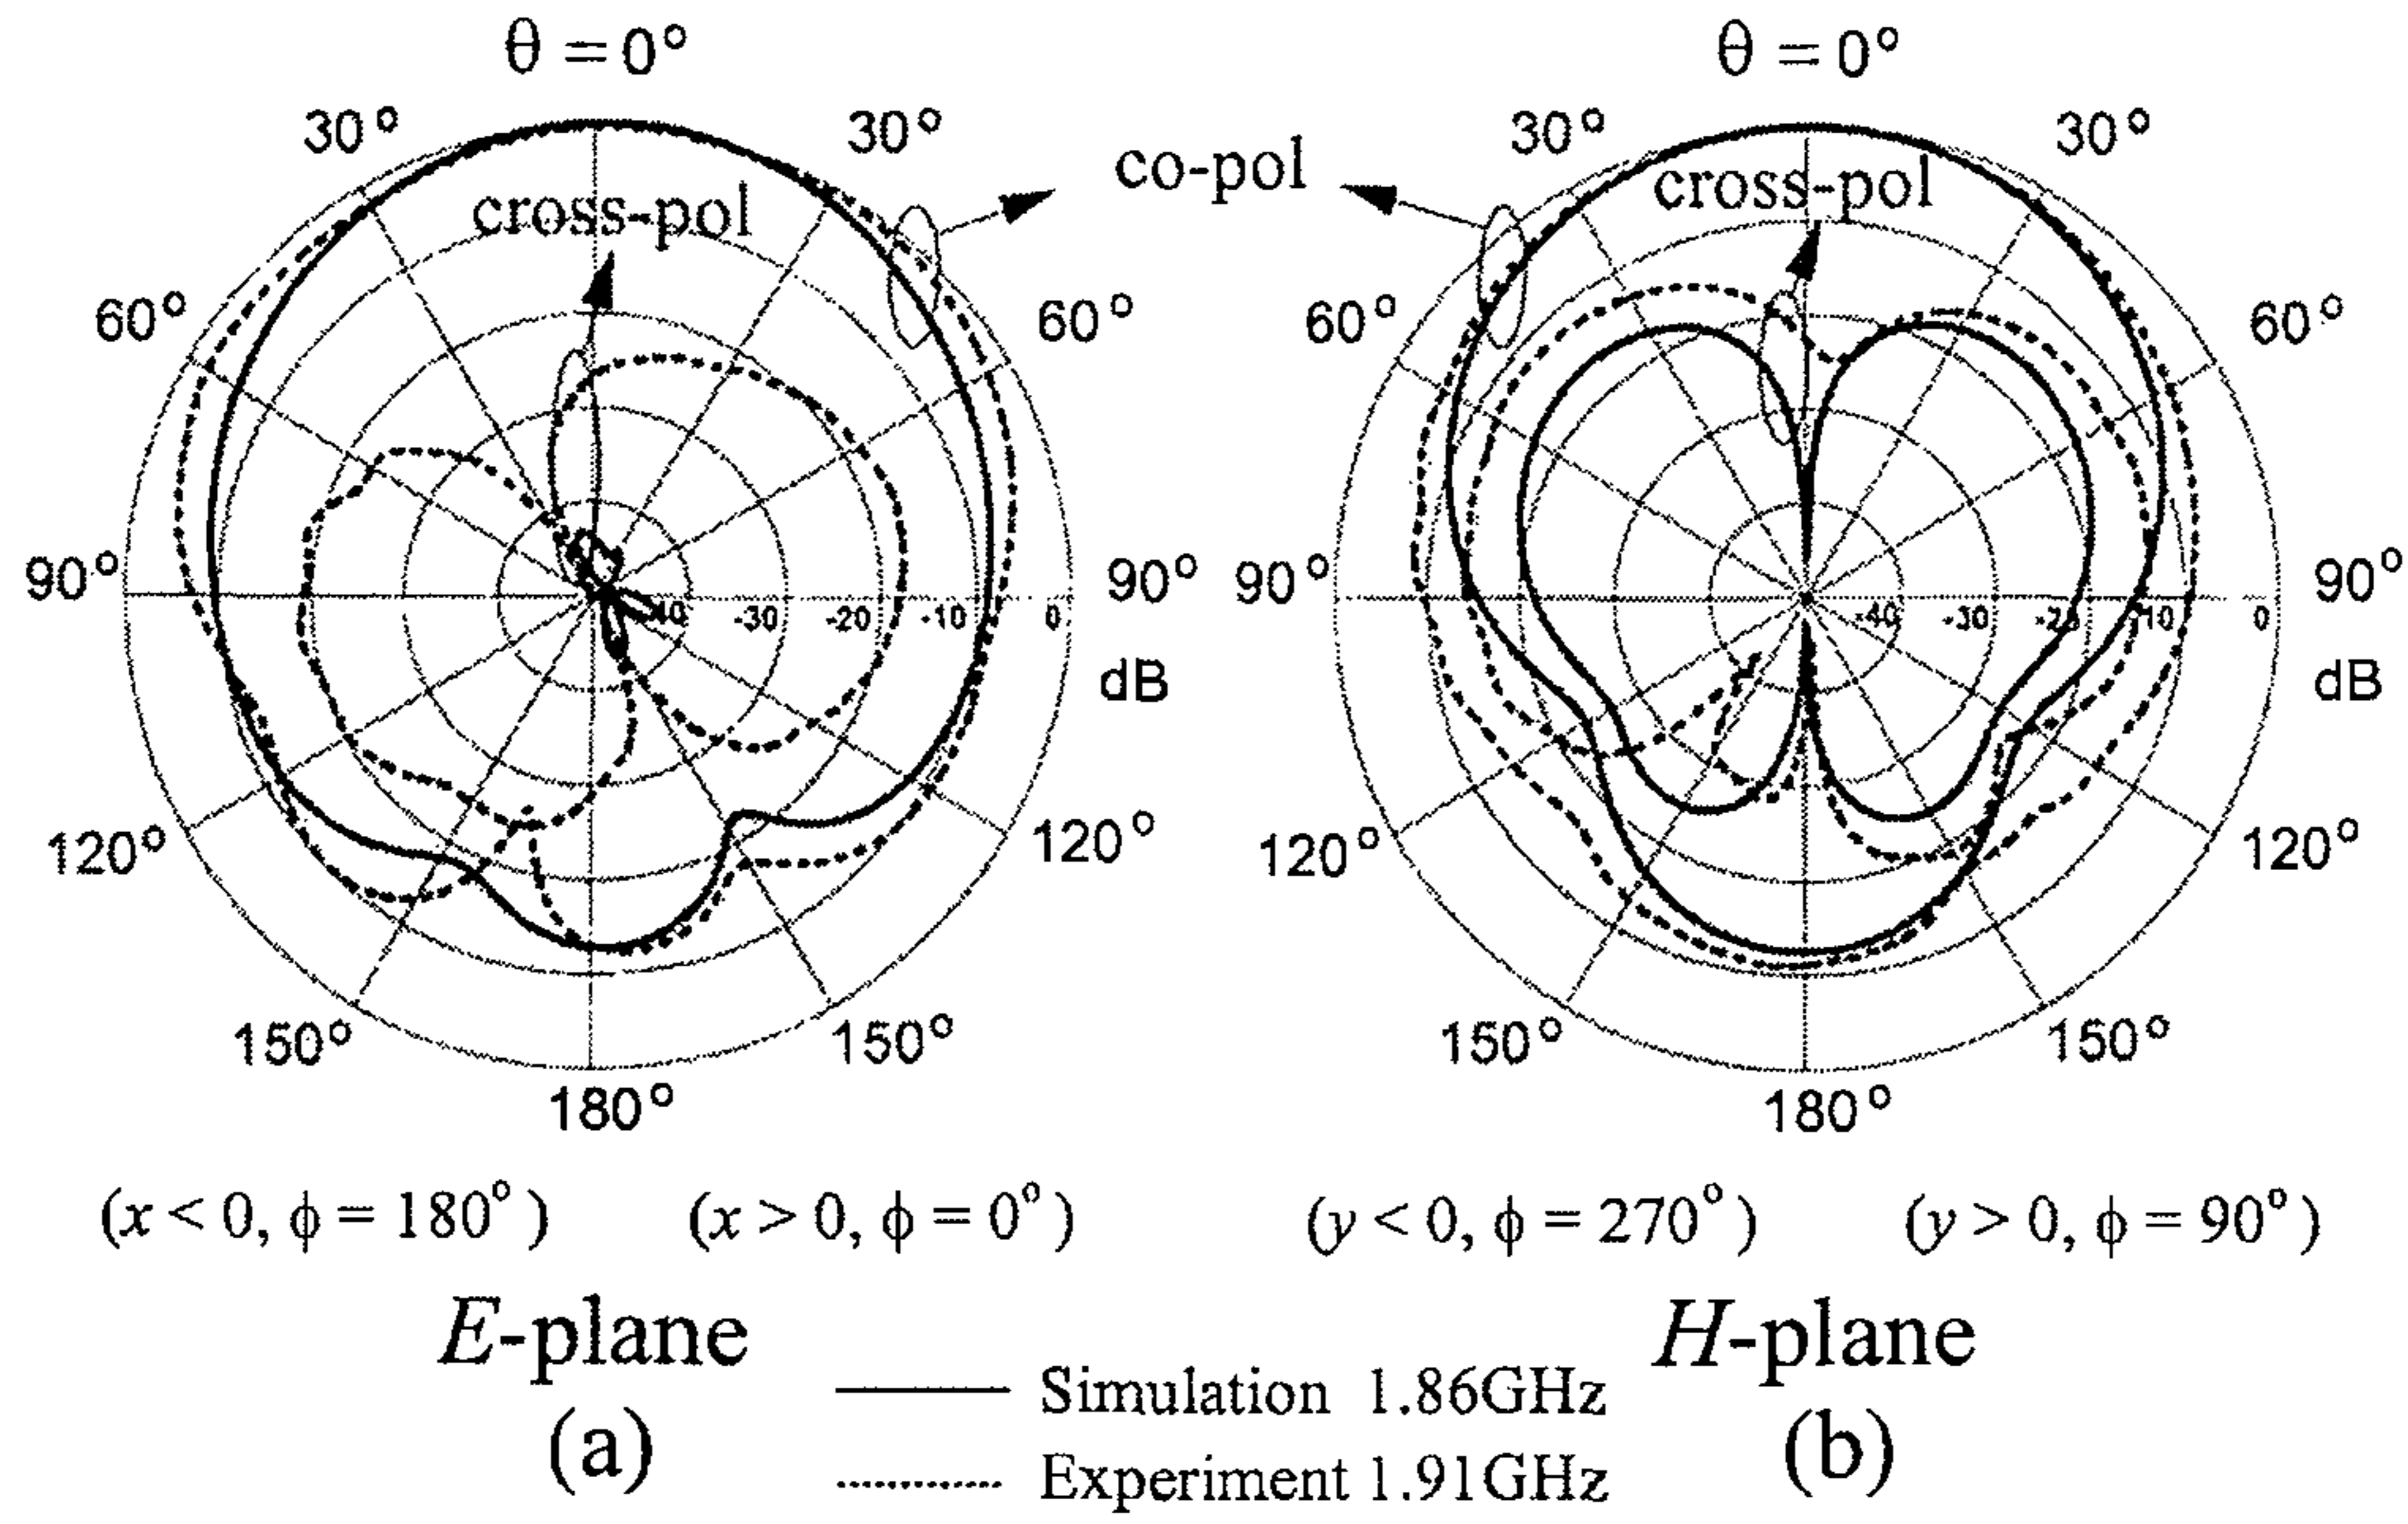 θ = 0°
30°
30°
60°
60°
90°
90°
120°
120°
150°
150°
180°
cross-pol
-30
-20
-10
0
dB
co-pol
θ = 0°
30°
30°
60°
60°
90°
90°
120°
120°
150°
150°
180°
cross-pol
-40
-30
-20
-10
0
dB
(x < 0, ϕ = 180°) (x > 0, ϕ = 0°)
(y < 0, ϕ = 270°) (y > 0, ϕ = 90°)
E-plane
(a)
H-plane
(b)
Simulation 1.86GHz
Experiment 1.91GHz